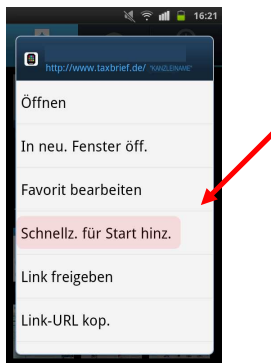 16:21
http://www.taxbrief.de/ "KANZLEINAME"
Öffnen
In neu. Fenster öff.
Favorit bearbeiten
Schnellz. für Start hinz.
Link freigeben
Link-URL kop.